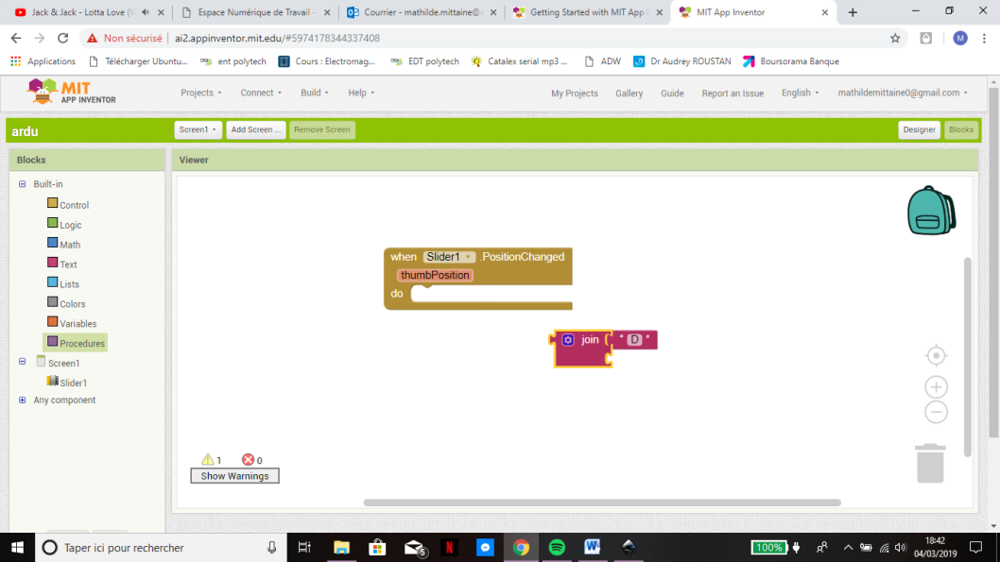 Jack & Jack - Lotta Love (V
Espace Numérique de Travail -
Courrier - mathilde.mittaine@
Getting Started with MIT App I
MIT App Inventor
Non sécurisé | ai2.appinventor.mit.edu/#5974178344337408
M
Applications
Télécharger Ubuntu...
ent polytech
Cours : Electromag...
EDT polytech
Catalex serial mp3 ...
ADW
Dr Audrey ROUSTAN
Boursorama Banque
MIT
APP INVENTOR
Projects
Connect
Build
Help
My Projects
Gallery
Guide
Report an Issue
English
mathildemittaine0@gmail.com
ardu
Screen1
Add Screen ...
Remove Screen
Designer
Blocks
Blocks
Viewer
Built-in
Control
Logic
Math
Text
Lists
Colors
Variables
Procedures
Screen1
Slider1
Any component
when Slider1 .PositionChanged
thumbPosition
do
join " D "
1
0
Show Warnings
Taper ici pour rechercher
5
N
100%
18:42
04/03/2019